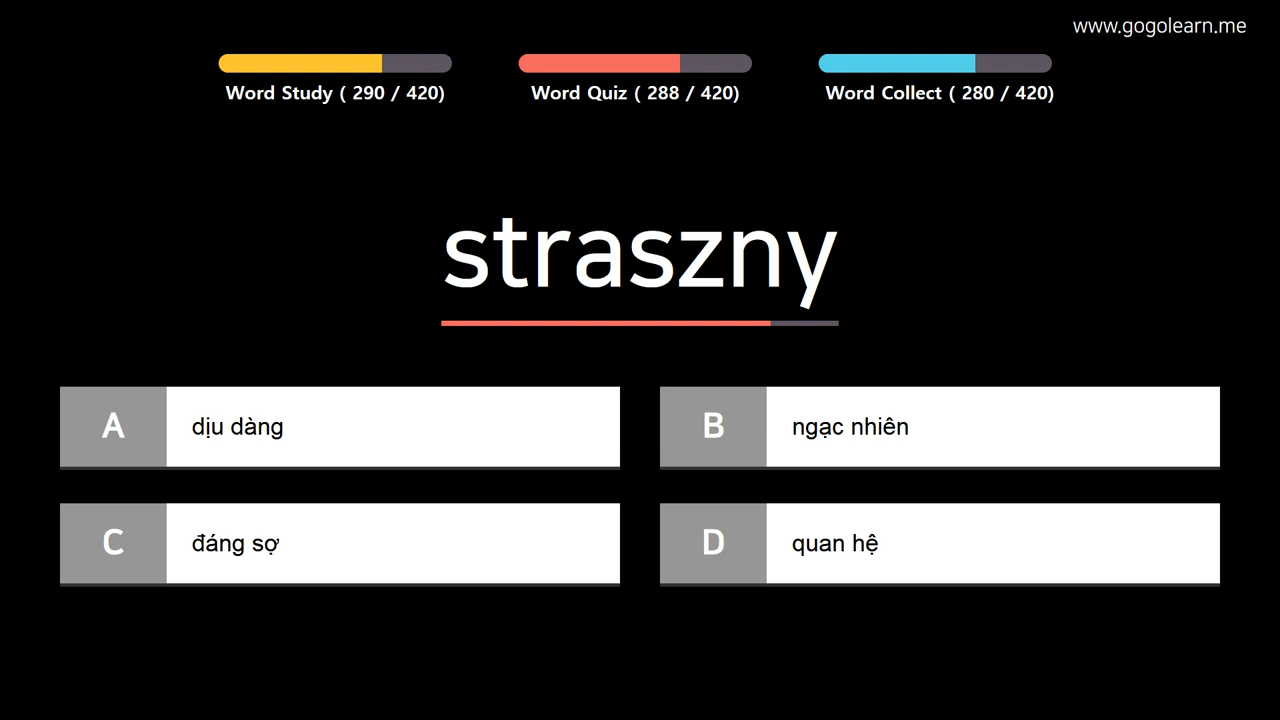 www.gogolearn.me
Word Study ( 290 / 420)
Word Quiz ( 288 / 420)
Word Collect ( 280 / 420)
straszny
A dịu dàng
B ngạc nhiên
C đáng sợ
D quan hệ